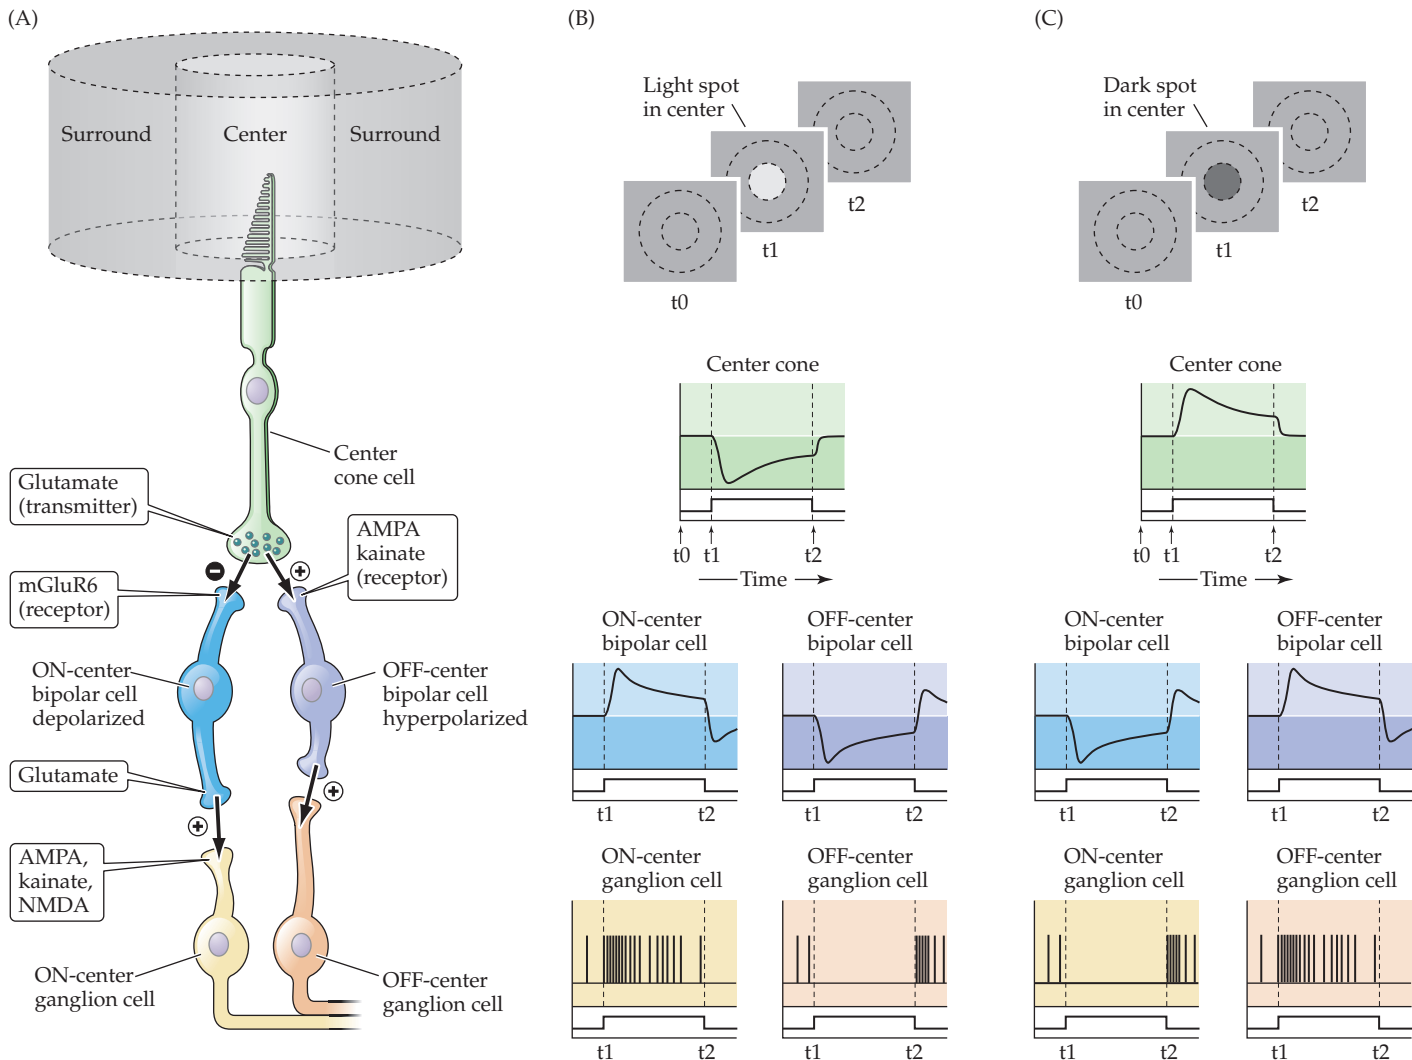 (A)
Surround
Center
Surround
Center
cone cell
Glutamate
(transmitter)
AMPA
kainate
(receptor)
mGluR6
(receptor)
ON-center
bipolar cell
depolarized
OFF-center
bipolar cell
hyperpolarized
Glutamate
AMPA,
kainate,
NMDA
ON-center
ganglion cell
OFF-center
ganglion cell
(B)
Light spot
in center
t2
t1
t0
Center cone
t0
t1
t2
Time
ON-center
bipolar cell
OFF-center
bipolar cell
t1
t2
t1
t2
ON-center
ganglion cell
OFF-center
ganglion cell
t1
t2
t1
t2
(C)
Dark spot
in center
t2
t1
t0
Center cone
t0
t1
t2
Time
ON-center
bipolar cell
OFF-center
bipolar cell
t1
t2
t1
t2
ON-center
ganglion cell
OFF-center
ganglion cell
t1
t2
t1
t2